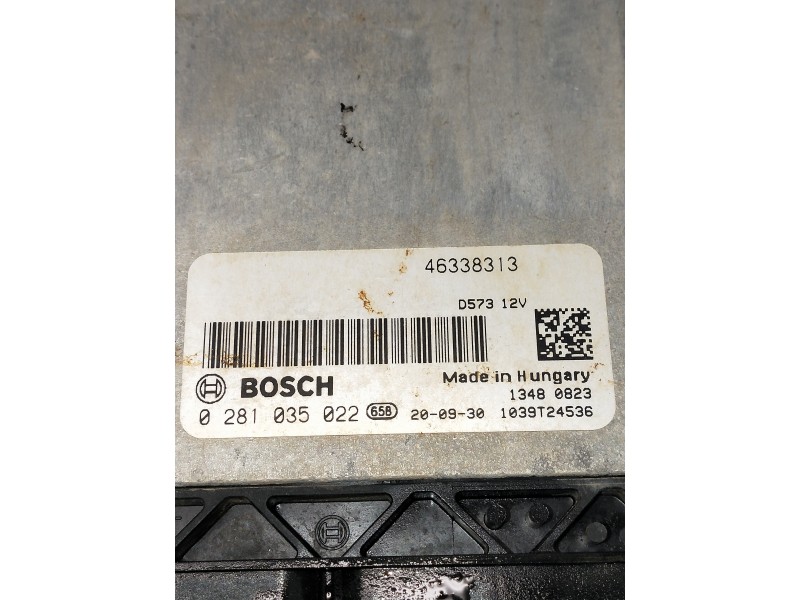 46338313
D573 12V
BOSCH
Made in Hungary
1348 0823
0 281 035 022 658 20-09-30 1039T24536